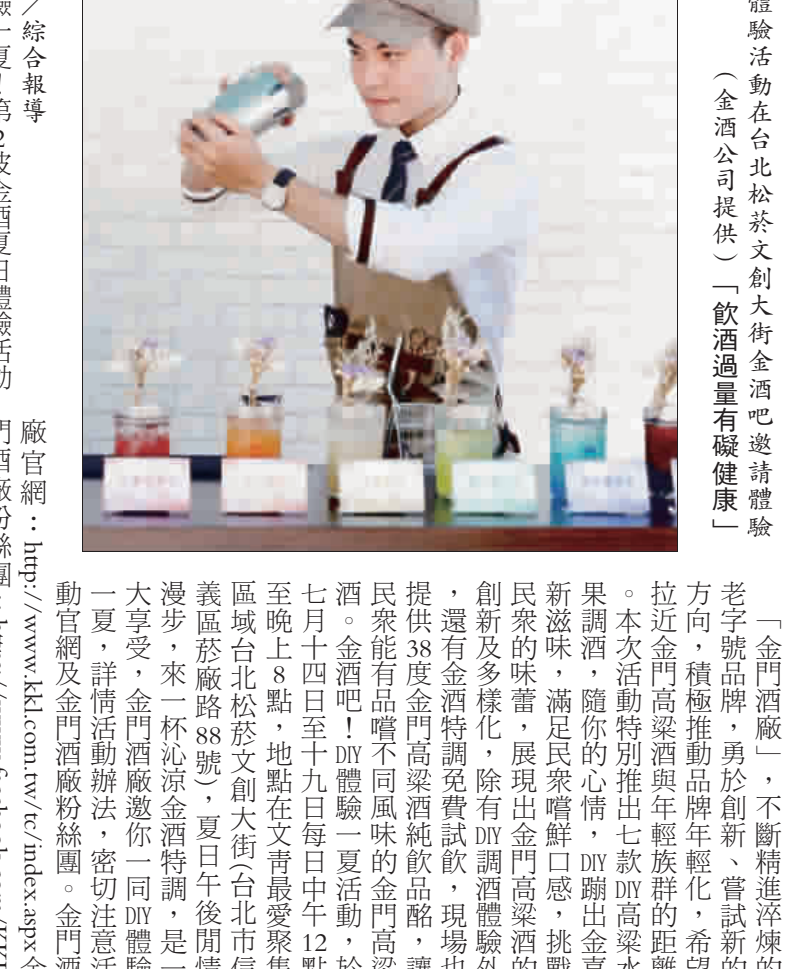 體驗活動在台北松菸文創大街金酒吧邀請體驗
（金酒公司提供）「飲酒過量有礙健康」
／綜合報導
「金門酒廠」，不斷精進淬煉的
老字號品牌，勇於創新、嘗試新的
方向，積極推動品牌年輕化，希望
拉近金門高粱酒與年輕族群的距離
。本次活動特別推出七款DIY高粱水
果調酒，隨你的心情，DIY蹦出金喜
新滋味，滿足民眾嚐鮮口感，挑戰
民眾的味蕾，展現出金門高粱酒的
創新及多樣化，除有DIY調酒體驗外
，還有金酒特調免費試飲，現場也
提供38度金門高粱酒純飲品酩，讓
民眾能有品嚐不同風味的金門高粱
酒。金酒吧！DIY體驗一夏活動，於
七月十四日至十九日每日中午12點
至晚上8點，地點在文青最愛聚集
區域台北松菸文創大街(台北市信
義區菸廠路88號)，夏日午後閒情
漫步，來一杯沁涼金酒特調，是一
大享受，金門酒廠邀你一同DIY體驗
一夏，詳情活動辦法，密切注意活
動官網及金門酒廠粉絲團。金門酒
廠官網：http://www.kkl.com.tw/tc/index.aspx金